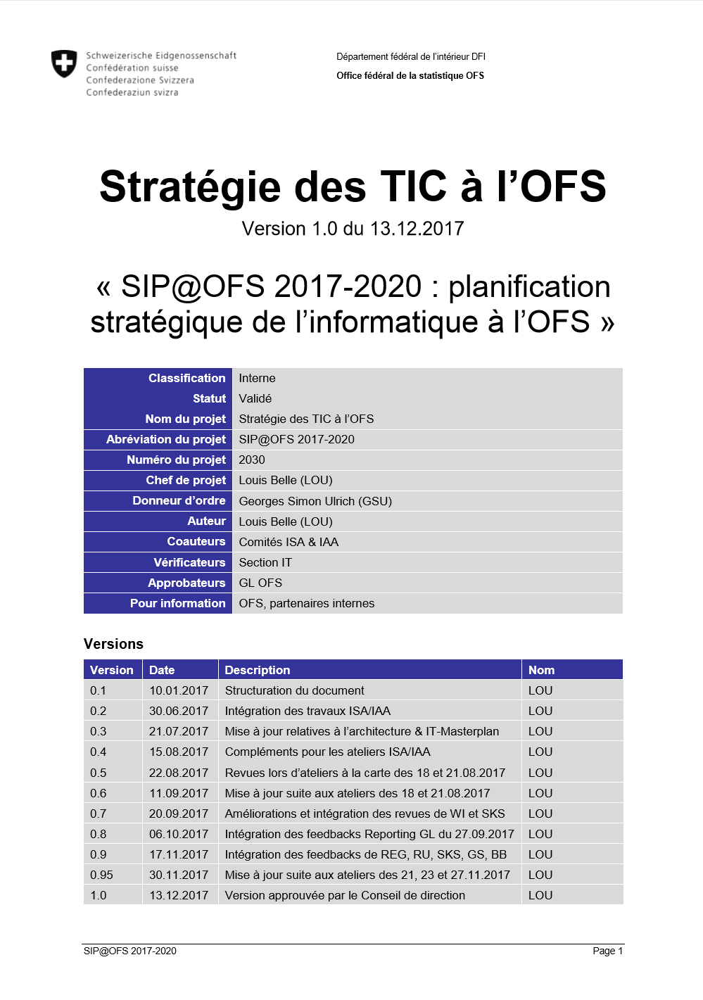 Schweizerische Eidgenossenschaft
Confédération suisse
Confederazione Svizzera
Confederaziun svizra
Département fédéral de l'intérieur DFI
Office fédéral de la statistique OFS
Stratégie des TIC à l'OFS
Version 1.0 du 13.12.2017
« SIP@OFS 2017-2020 : planification
stratégique de l'informatique à l'OFS »
Classification Interne
Statut Validé
Nom du projet Stratégie des TIC à l'OFS
Abréviation du projet SIP@OFS 2017-2020
Numéro du projet 2030
Chef de projet Louis Belle (LOU)
Donneur d'ordre Georges Simon Ulrich (GSU)
Auteur Louis Belle (LOU)
Coauteurs Comités ISA & IAA
Vérificateurs Section IT
Approbateurs GL OFS
Pour information OFS, partenaires internes
Versions
Version Date Description Nom
0.1 10.01.2017 Structuration du document LOU
0.2 30.06.2017 Intégration des travaux ISA/IAA LOU
0.3 21.07.2017 Mise à jour relatives à l'architecture & IT-Masterplan LOU
0.4 15.08.2017 Compléments pour les ateliers ISA/IAA LOU
0.5 22.08.2017 Revues lors d'ateliers à la carte des 18 et 21.08.2017 LOU
0.6 11.09.2017 Mise à jour suite aux ateliers des 18 et 21.08.2017 LOU
0.7 20.09.2017 Améliorations et intégration des revues de WI et SKS LOU
0.8 06.10.2017 Intégration des feedbacks Reporting GL du 27.09.2017 LOU
0.9 17.11.2017 Intégration des feedbacks de REG, RU, SKS, GS, BB LOU
0.95 30.11.2017 Mise à jour suite aux ateliers des 21, 23 et 27.11.2017 LOU
1.0 13.12.2017 Version approuvée par le Conseil de direction LOU
SIP@OFS 2017-2020 Page 1